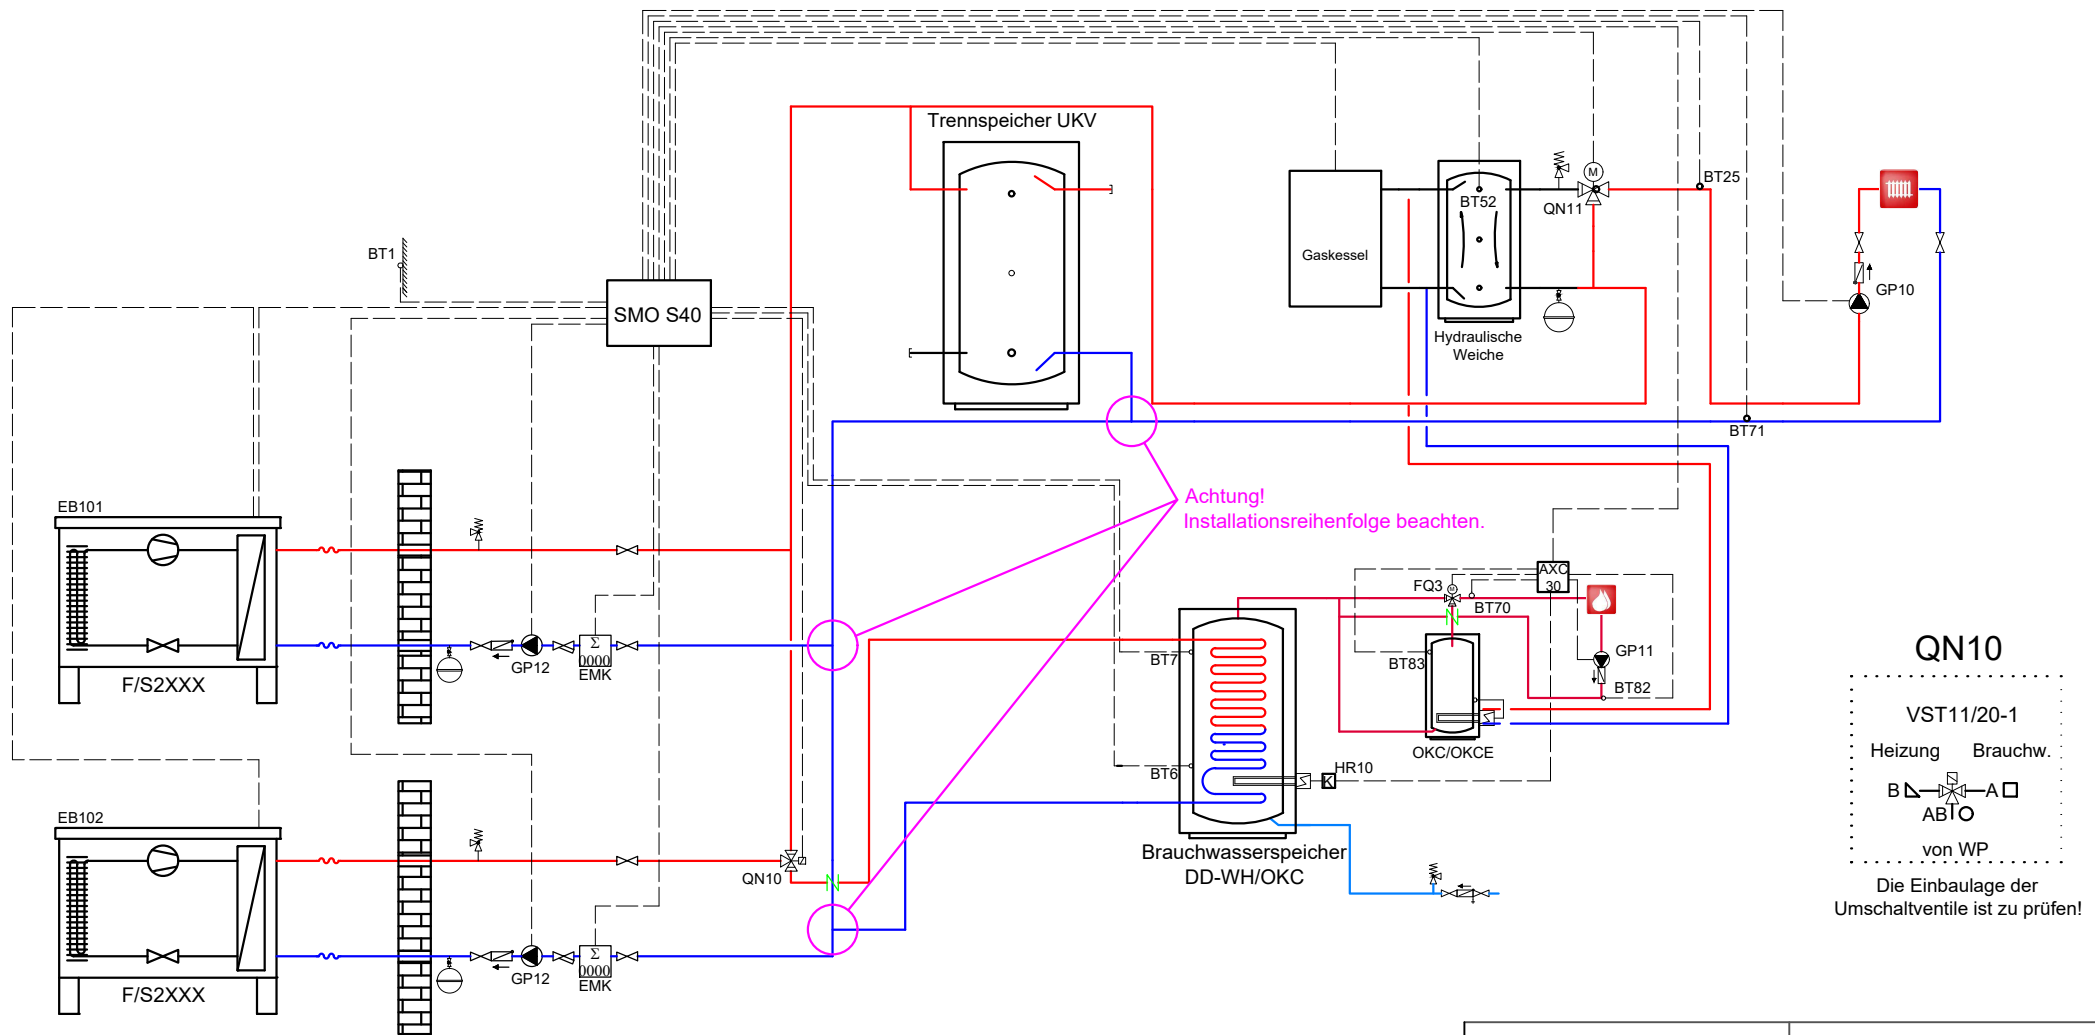 Trennspeicher UKV
BT1
SMO S40
Gaskessel
BT52
Hydraulische
Weiche
QN11
M
BT25
GP10
BT71
Achtung!
Installationsreihenfolge beachten.
EB101
F/S2XXX
GP12
Σ
0000
EMK
EB102
F/S2XXX
GP12
Σ
0000
EMK
QN10
BT7
BT6
HR10
K
Brauchwasserspeicher
DD-WH/OKC
FQ3
M
AXC
30
BT70
BT83
GP11
BT82
OKC/OKCE
QN10
VST11/20-1
Heizung Brauchw.
B A
AB
von WP
Die Einbaulage der
Umschaltventile ist zu prüfen!